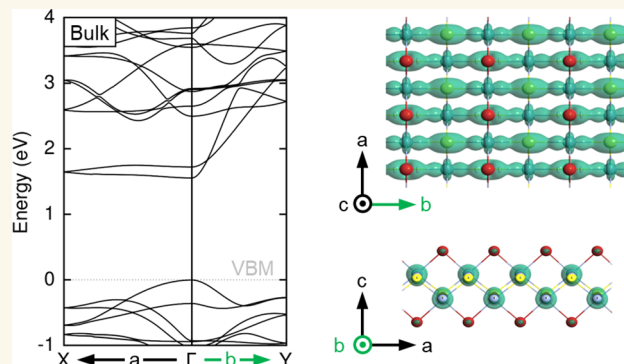 4
Bulk
3
2
1
0
-1
Energy (eV)
VBM
X a Γ b Y
a
c b
c
b a